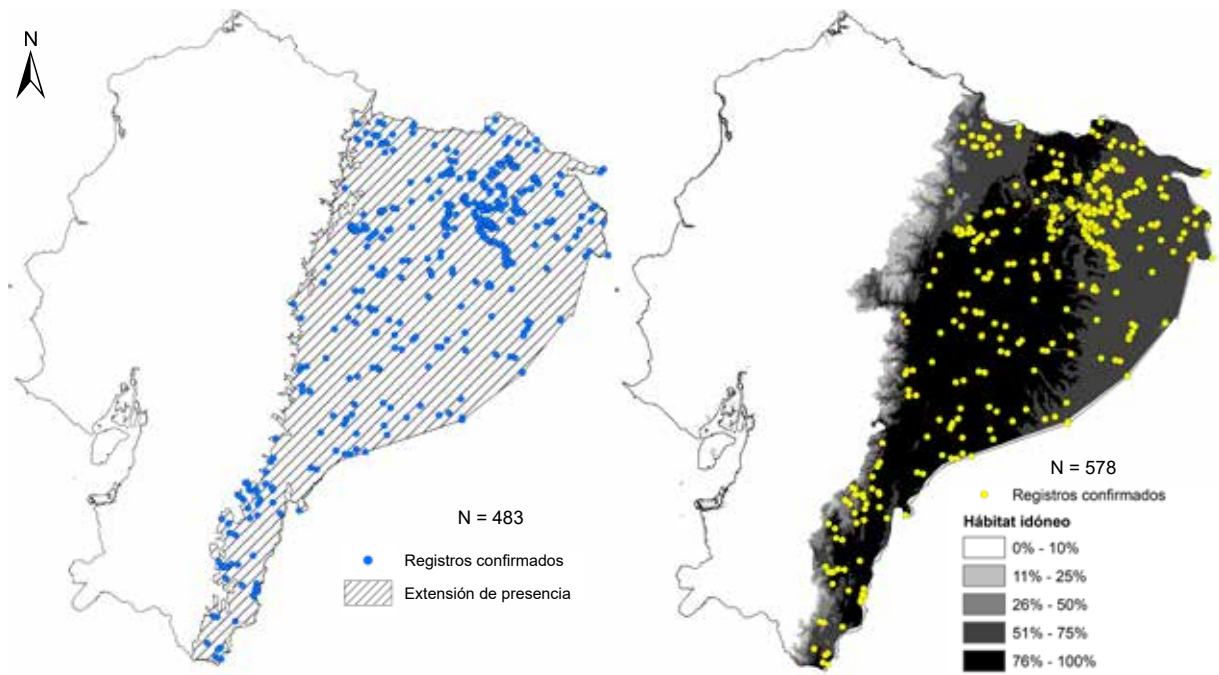 N
N = 483
Registros confirmados
Extensión de presencia
N = 578
Registros confirmados
Hábitat idóneo
0% - 10%
11% - 25%
26% - 50%
51% - 75%
76% - 100%